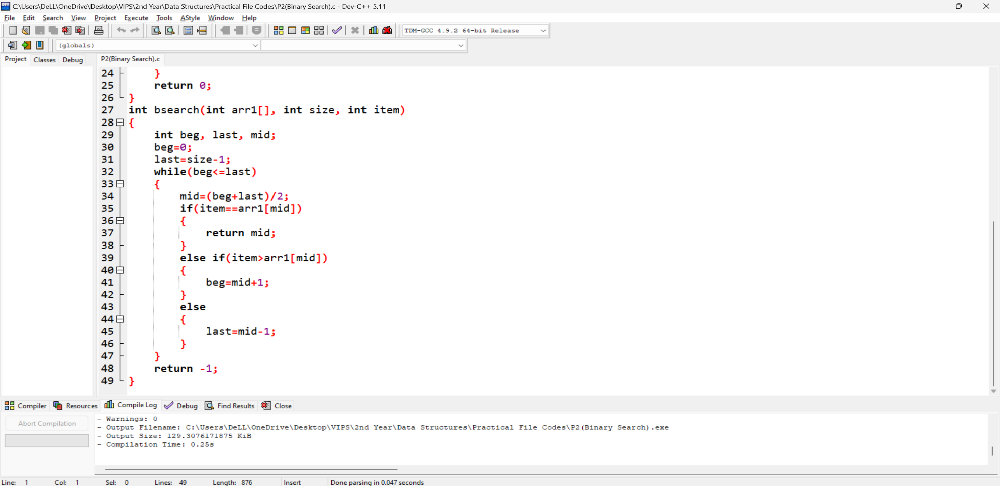 C:\Users\DeLL\OneDrive\Desktop\VIPS\2nd Year\Data Structures\Practical File Codes\P2(Binary Search).c - Dev-C++ 5.11
File Edit Search View Project Execute Tools AStyle Window Help
TDM-GCC 4.9.2 64-bit Release
(globals)
Project Classes Debug P2(Binary Search).c
24 }
25 return 0;
26 }
27 int bsearch(int arr1[], int size, int item)
28 {
29 int beg, last, mid;
30 beg=0;
31 last=size-1;
32 while(beg<=last)
33 {
34 mid=(beg+last)/2;
35 if(item==arr1[mid])
36 {
37 return mid;
38 }
39 else if(item>arr1[mid])
40 {
41 beg=mid+1;
42 }
43 else
44 {
45 last=mid-1;
46 }
47 }
48 return -1;
49 }
Compiler Resources Compile Log Debug Find Results Close
Abort Compilation
- Warnings: 0
- Output Filename: C:\Users\DeLL\OneDrive\Desktop\VIPS\2nd Year\Data Structures\Practical File Codes\P2(Binary Search).exe
- Output Size: 129.3076171875 KiB
- Compilation Time: 0.25s
Line: 1 Col: 1 Sel: 0 Lines: 49 Length: 876 Insert Done parsing in 0.047 seconds